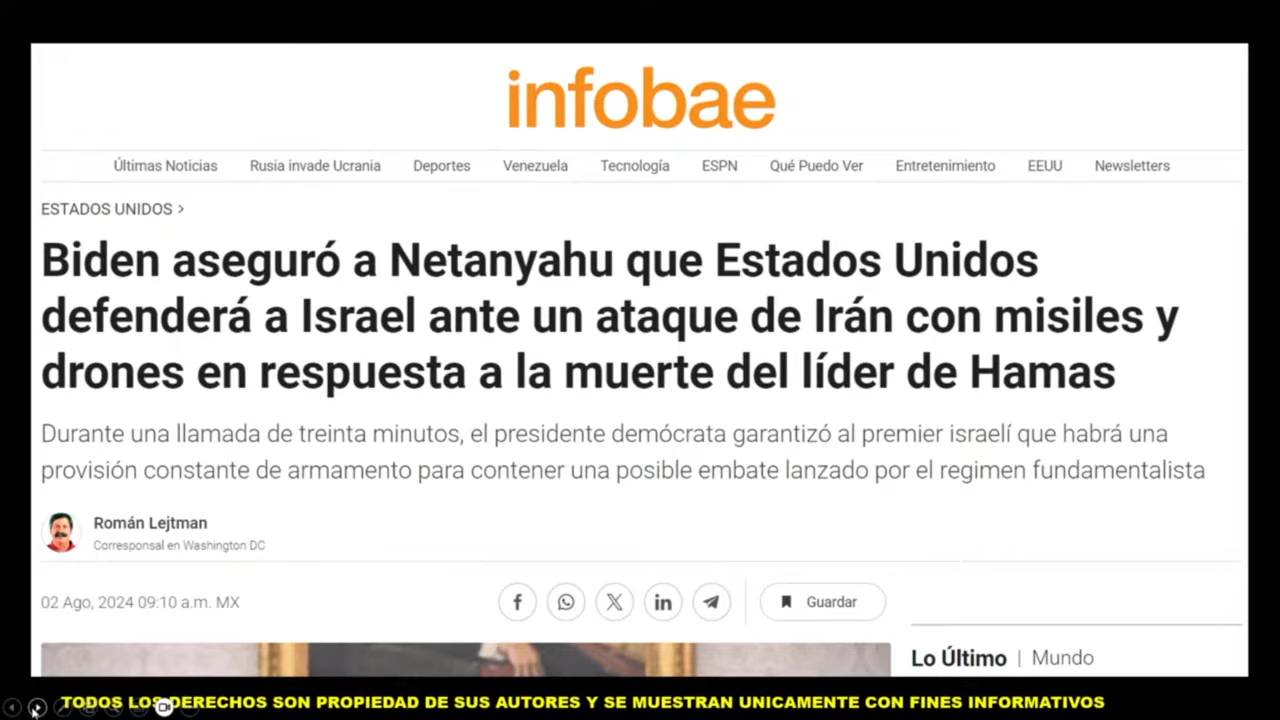 infobae
Últimas Noticias Rusia invade Ucrania Deportes Venezuela Tecnología ESPN Qué Puedo Ver Entretenimiento EEUU Newsletters
ESTADOS UNIDOS >
Biden aseguró a Netanyahu que Estados Unidos
defenderá a Israel ante un ataque de Irán con misiles y
drones en respuesta a la muerte del líder de Hamas
Durante una llamada de treinta minutos, el presidente demócrata garantizó al premier israelí que habrá una
provisión constante de armamento para contener una posible embate lanzado por el regimen fundamentalista
Román Lejtman
Corresponsal en Washington DC
02 Ago, 2024 09:10 a.m. MX
Guardar
Lo Último | Mundo
TODOS LOS DERECHOS SON PROPIEDAD DE SUS AUTORES Y SE MUESTRAN UNICAMENTE CON FINES INFORMATIVOS